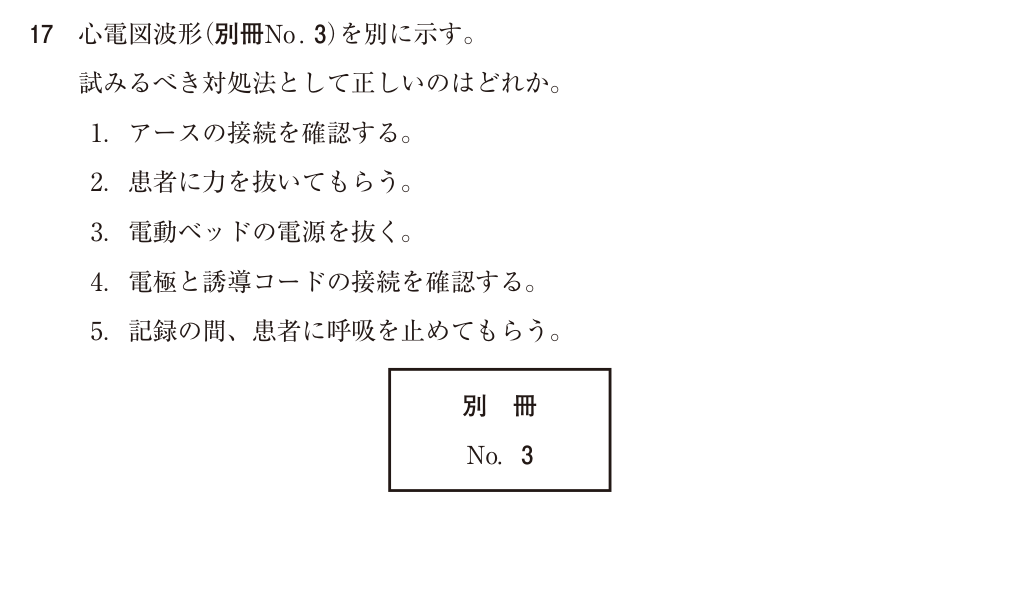 17 心電図波形(別冊No. 3)を別に示す。
試みるべき対処法として正しいのはどれか。
1. アースの接続を確認する。
2. 患者に力を抜いてもらう。
3. 電動ベッドの電源を抜く。
4. 電極と誘導コードの接続を確認する。
5. 記録の間、患者に呼吸を止めてもらう。
別 冊
No. 3